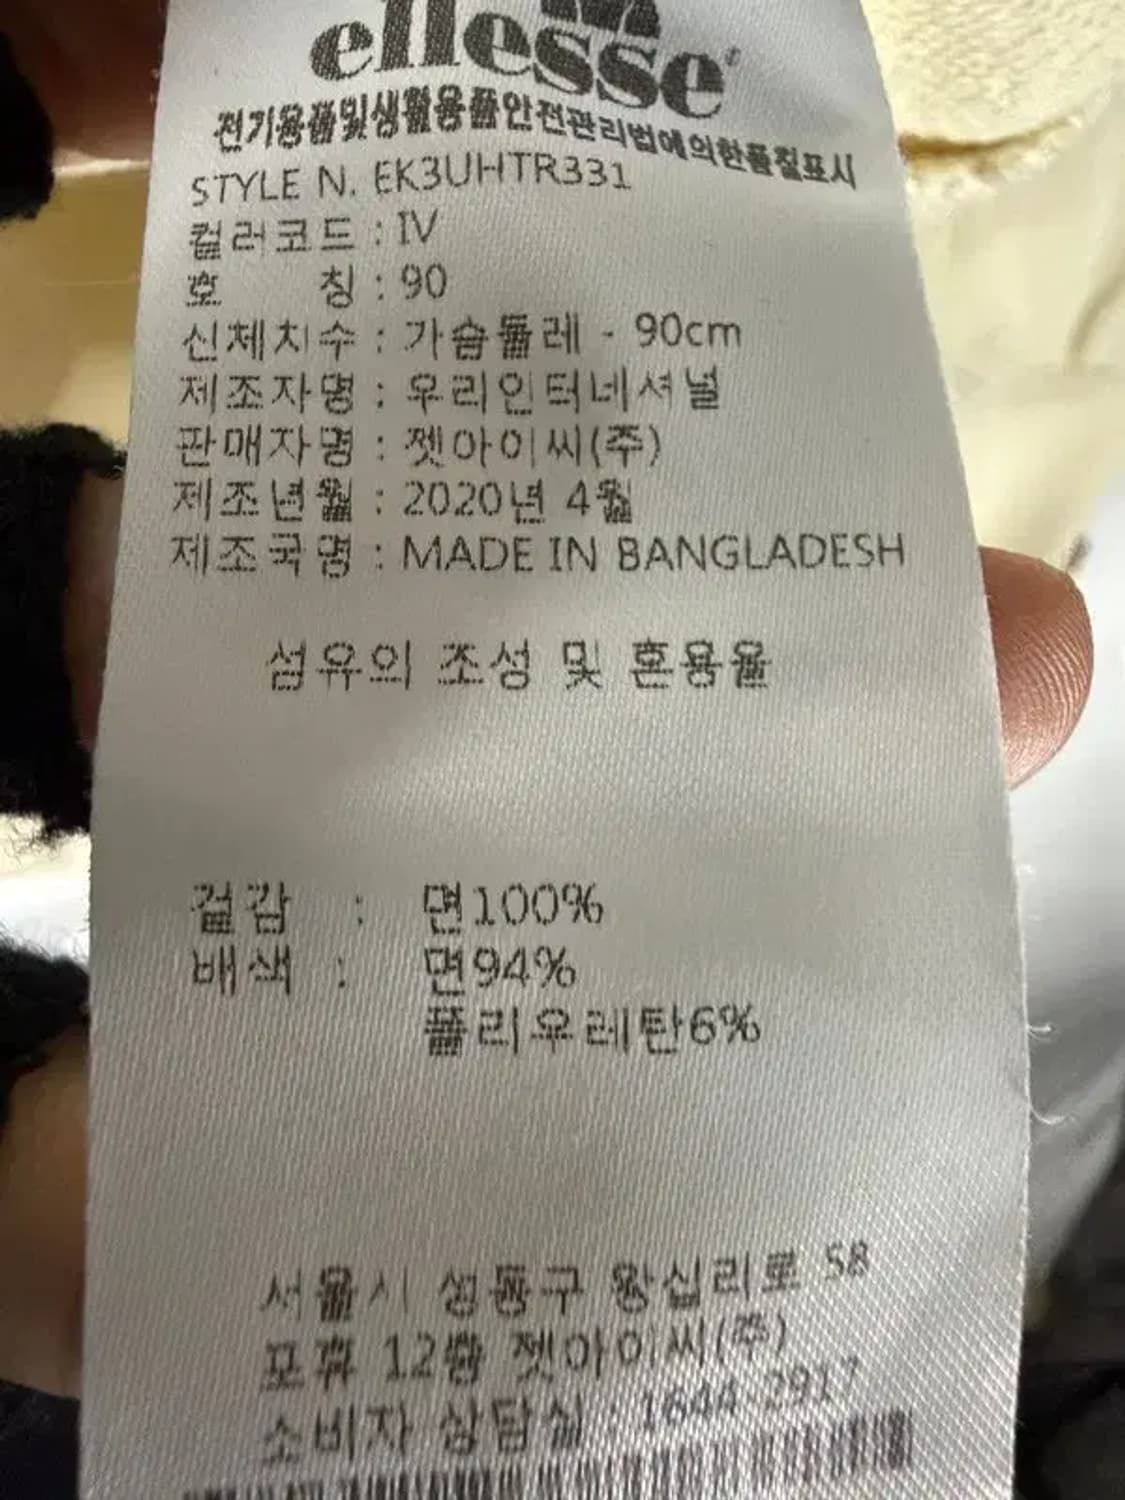 ellesse
전기용품및생활용품안전관리법에의한품질표시
STYLE N. EK3UHTR331
컬러코드 : IV
호 칭 : 90
신체치수 : 가슴둘레 - 90cm
제조자명 : 우리인터네셔널
판매자명 : 젯아이씨(주)
제조년월 : 2020년 4월
제조국명 : MADE IN BANGLADESH
섬유의 조성 및 혼용율
겉감 : 면100%
배색 : 면94%
폴리우레탄6%
서울시 성동구 왕십리로 58
포휴 12층 젯아이씨(주)
소비자 상담실 : 1644-2917